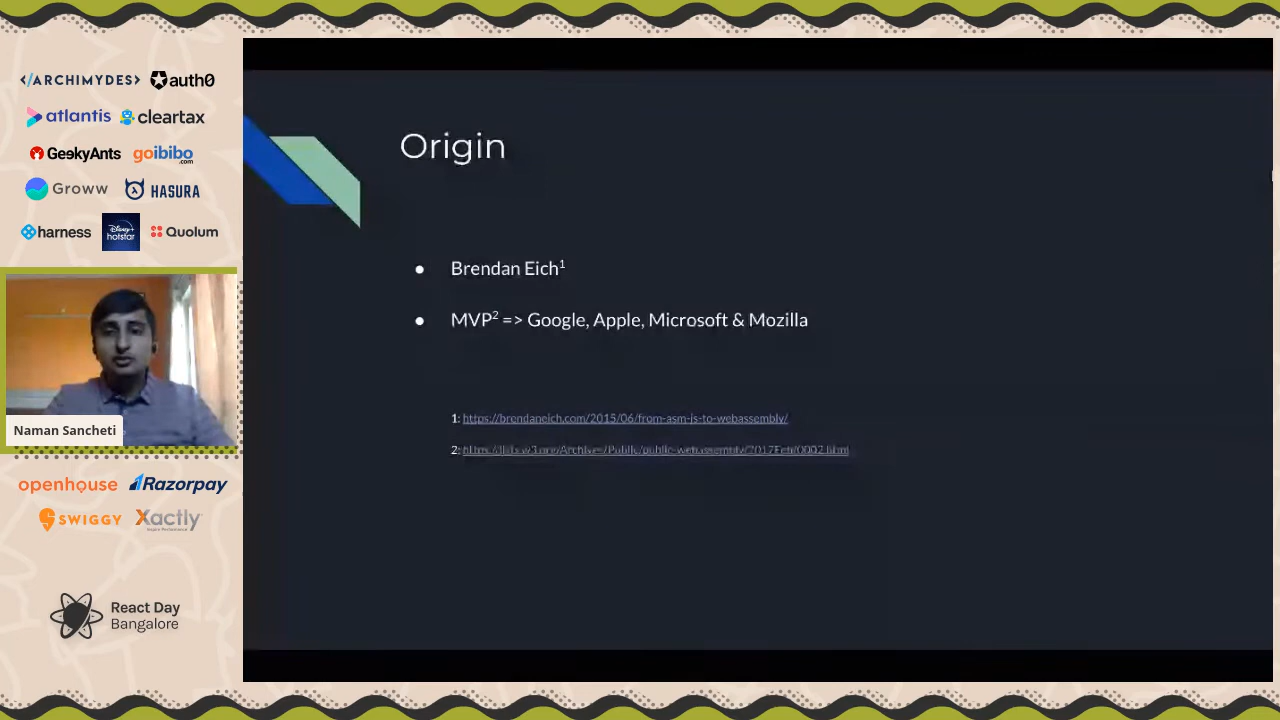 </ARCHIMYDES> auth0
atlantis cleartax
GeekyAnts goibibo.com
Groww HASURA
harness Disney+ hotstar Quolum
Naman Sancheti
openhouse Razorpay
SWIGGY Xactly
React Day
Bangalore
Origin
● Brendan Eich¹
● MVP² => Google, Apple, Microsoft & Mozilla
1: https://brendaneich.com/2015/06/from-asm-js-to-webassembly/
2: